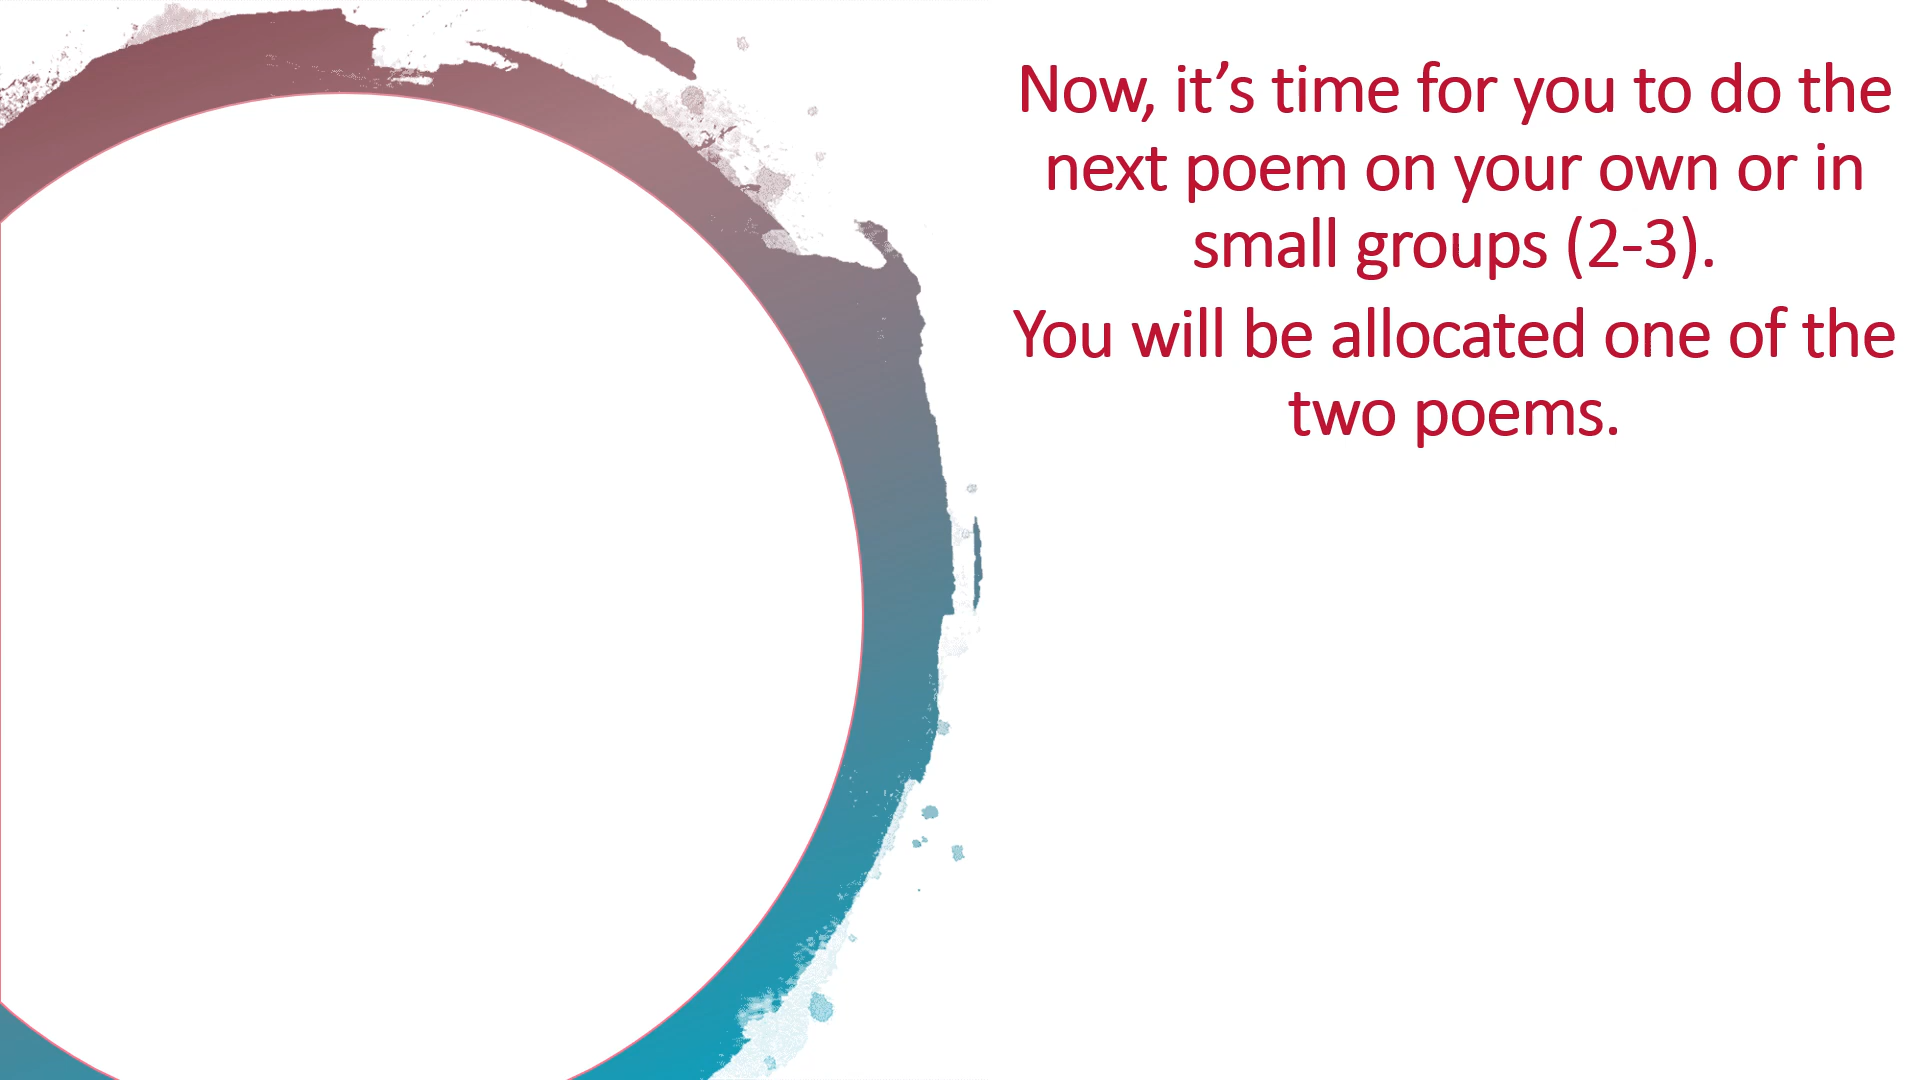 Now, it’s time for you to do the
next poem on your own or in
small groups (2-3).
You will be allocated one of the
two poems.